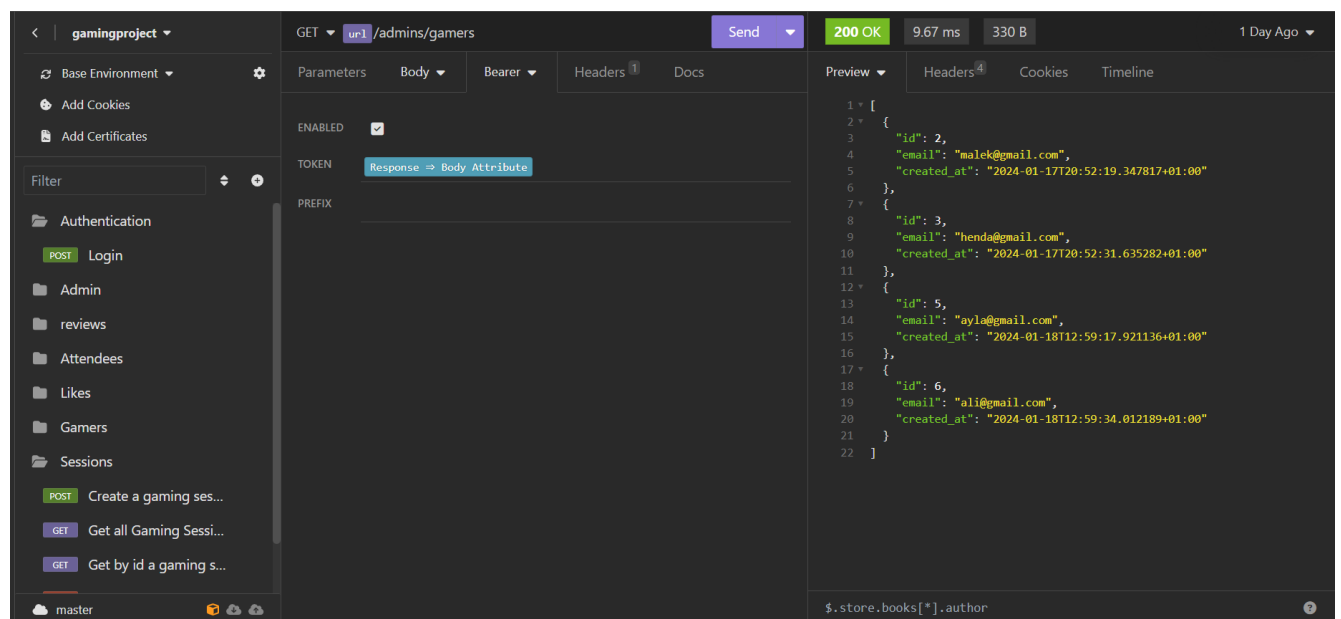 gamingproject
Base Environment
Add Cookies
Add Certificates
Filter
Authentication
POST Login
Admin
reviews
Attendees
Likes
Gamers
Sessions
POST Create a gaming ses...
GET Get all Gaming Sessi...
GET Get by id a gaming s...
master
GET url /admins/gamers Send
Parameters Body Bearer Headers 1 Docs
ENABLED
TOKEN Response ⇒ Body Attribute
PREFIX
200 OK 9.67 ms 330 B 1 Day Ago
Preview Headers 4 Cookies Timeline
1 [
2 {
3 "id": 2,
4 "email": "malek@gmail.com",
5 "created_at": "2024-01-17T20:52:19.347817+01:00"
6 },
7 {
8 "id": 3,
9 "email": "henda@gmail.com",
10 "created_at": "2024-01-17T20:52:31.635282+01:00"
11 },
12 {
13 "id": 5,
14 "email": "ayla@gmail.com",
15 "created_at": "2024-01-18T12:59:17.921136+01:00"
16 },
17 {
18 "id": 6,
19 "email": "ali@gmail.com",
20 "created_at": "2024-01-18T12:59:34.012189+01:00"
21 }
22 ]
$.store.books[*].author